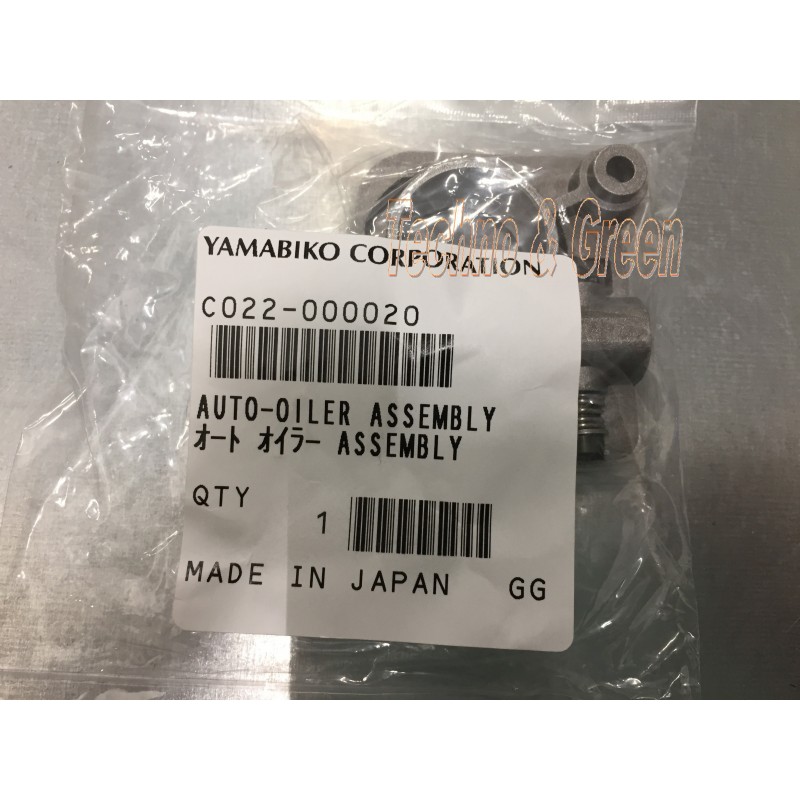 Techno & Green
YAMABIKO CORPORATION
C022-000020
AUTO-OILER ASSEMBLY
オート オイラー ASSEMBLY
QTY
1
MADE IN JAPAN GG